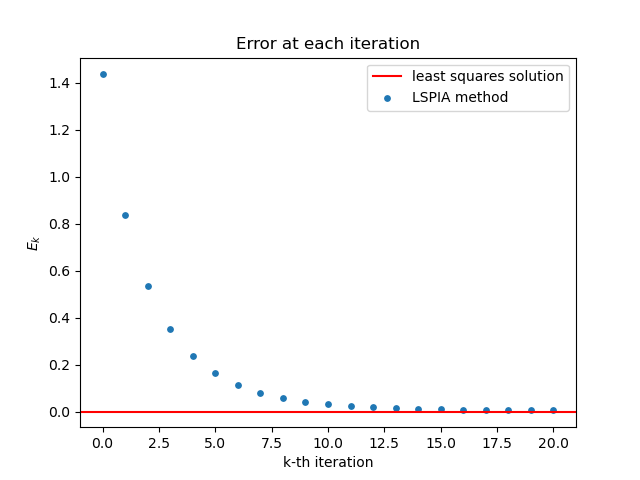 Error at each iteration
least squares solution
LSPIA method
1.4
1.2
1.0
0.8
0.6
0.4
0.2
0.0
E_k
0.0 2.5 5.0 7.5 10.0 12.5 15.0 17.5 20.0
k-th iteration